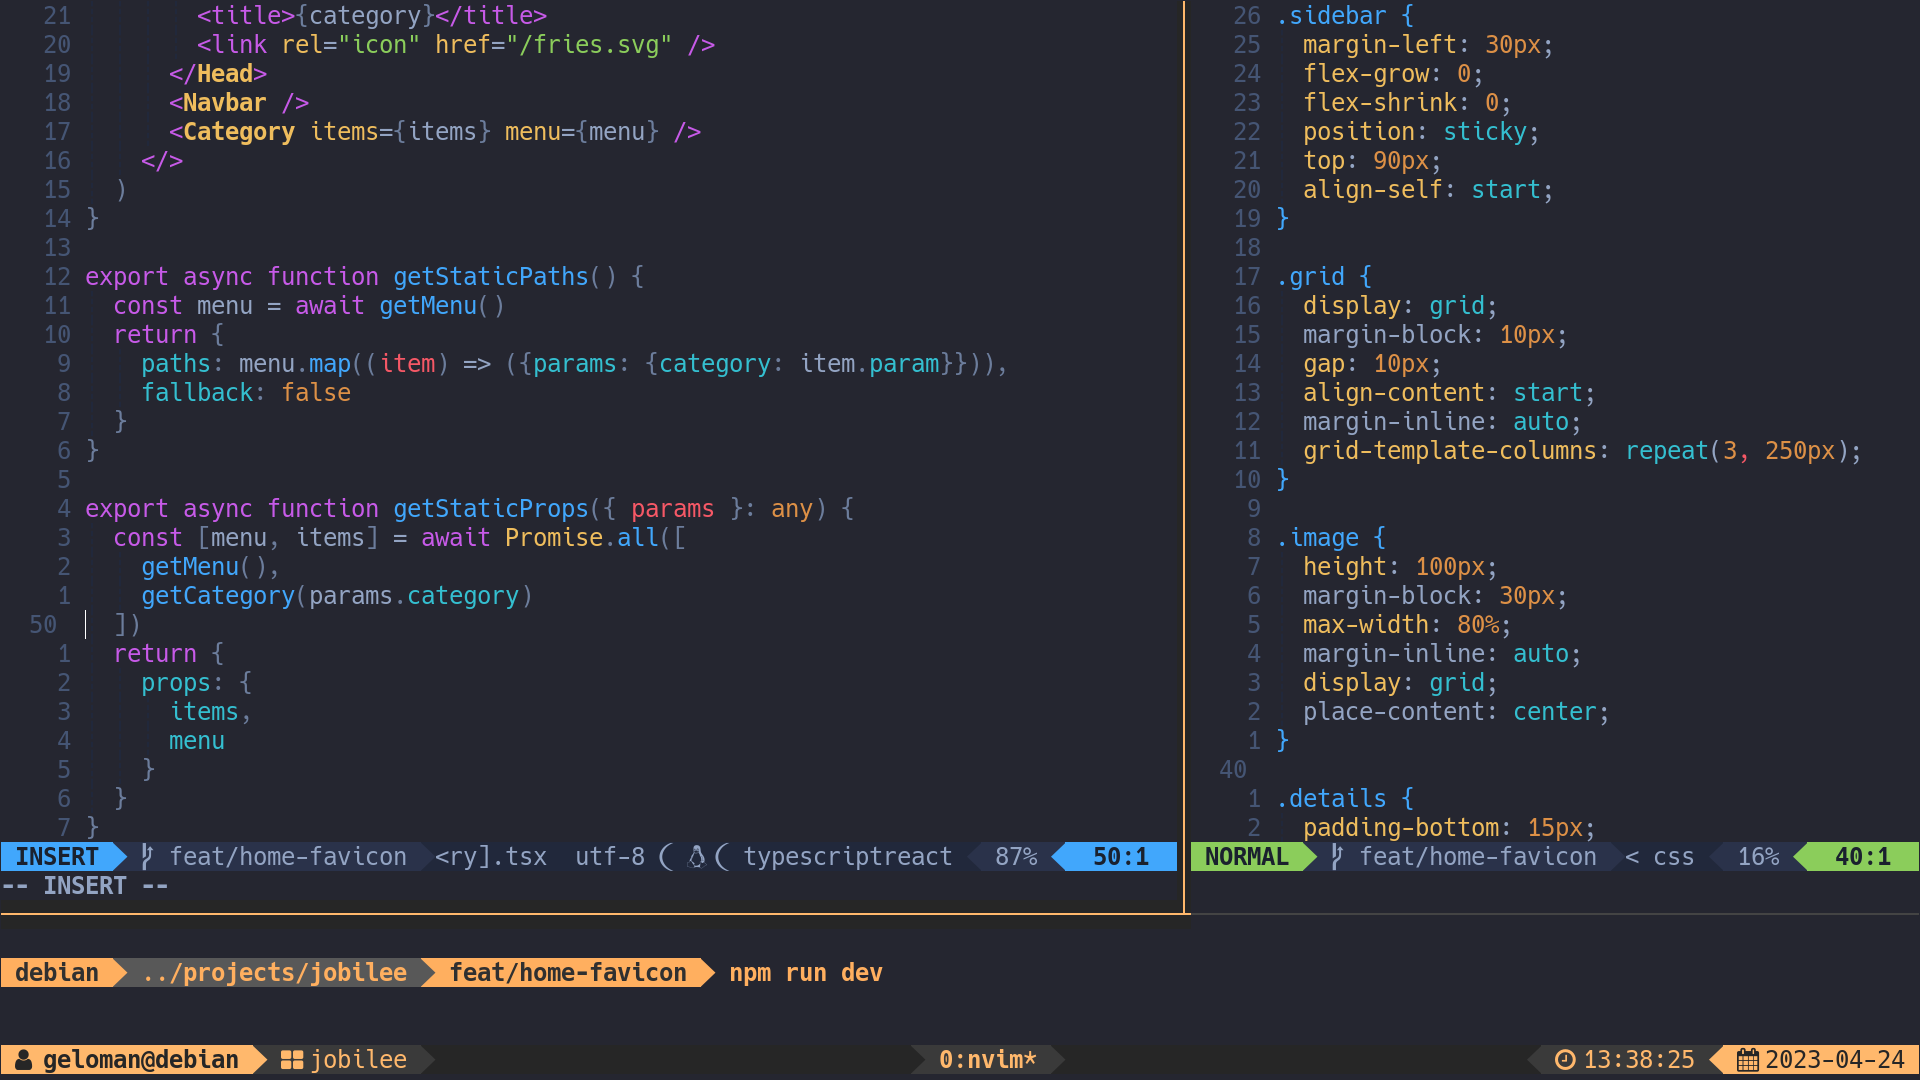 21         <title>{category}</title>
20         <link rel="icon" href="/fries.svg" />
19       </Head>
18       <Navbar />
17       <Category items={items} menu={menu} />
16     </>
15   )
14 }
13
12 export async function getStaticPaths() {
11   const menu = await getMenu()
10   return {
9     paths: menu.map((item) => ({params: {category: item.param}})),
8     fallback: false
7   }
6 }
5
4 export async function getStaticProps({ params }: any) {
3   const [menu, items] = await Promise.all([
2     getMenu(),
1     getCategory(params.category)
50   ])
1   return {
2     props: {
3       items,
4       menu
5     }
6   }
7 }
INSERT feat/home-favicon <ry].tsx utf-8 ( ( typescriptreact 87% 50:1
-- INSERT --
26 .sidebar {
25   margin-left: 30px;
24   flex-grow: 0;
23   flex-shrink: 0;
22   position: sticky;
21   top: 90px;
20   align-self: start;
19 }
18
17 .grid {
16   display: grid;
15   margin-block: 10px;
14   gap: 10px;
13   align-content: start;
12   margin-inline: auto;
11   grid-template-columns: repeat(3, 250px);
10 }
9
8 .image {
7   height: 100px;
6   margin-block: 30px;
5   max-width: 80%;
4   margin-inline: auto;
3   display: grid;
2   place-content: center;
1 }
40
1 .details {
2   padding-bottom: 15px;
NORMAL feat/home-favicon < css 16% 40:1
debian ../projects/jobilee feat/home-favicon npm run dev
geloman@debian jobilee 0:nvim* 13:38:25 2023-04-24